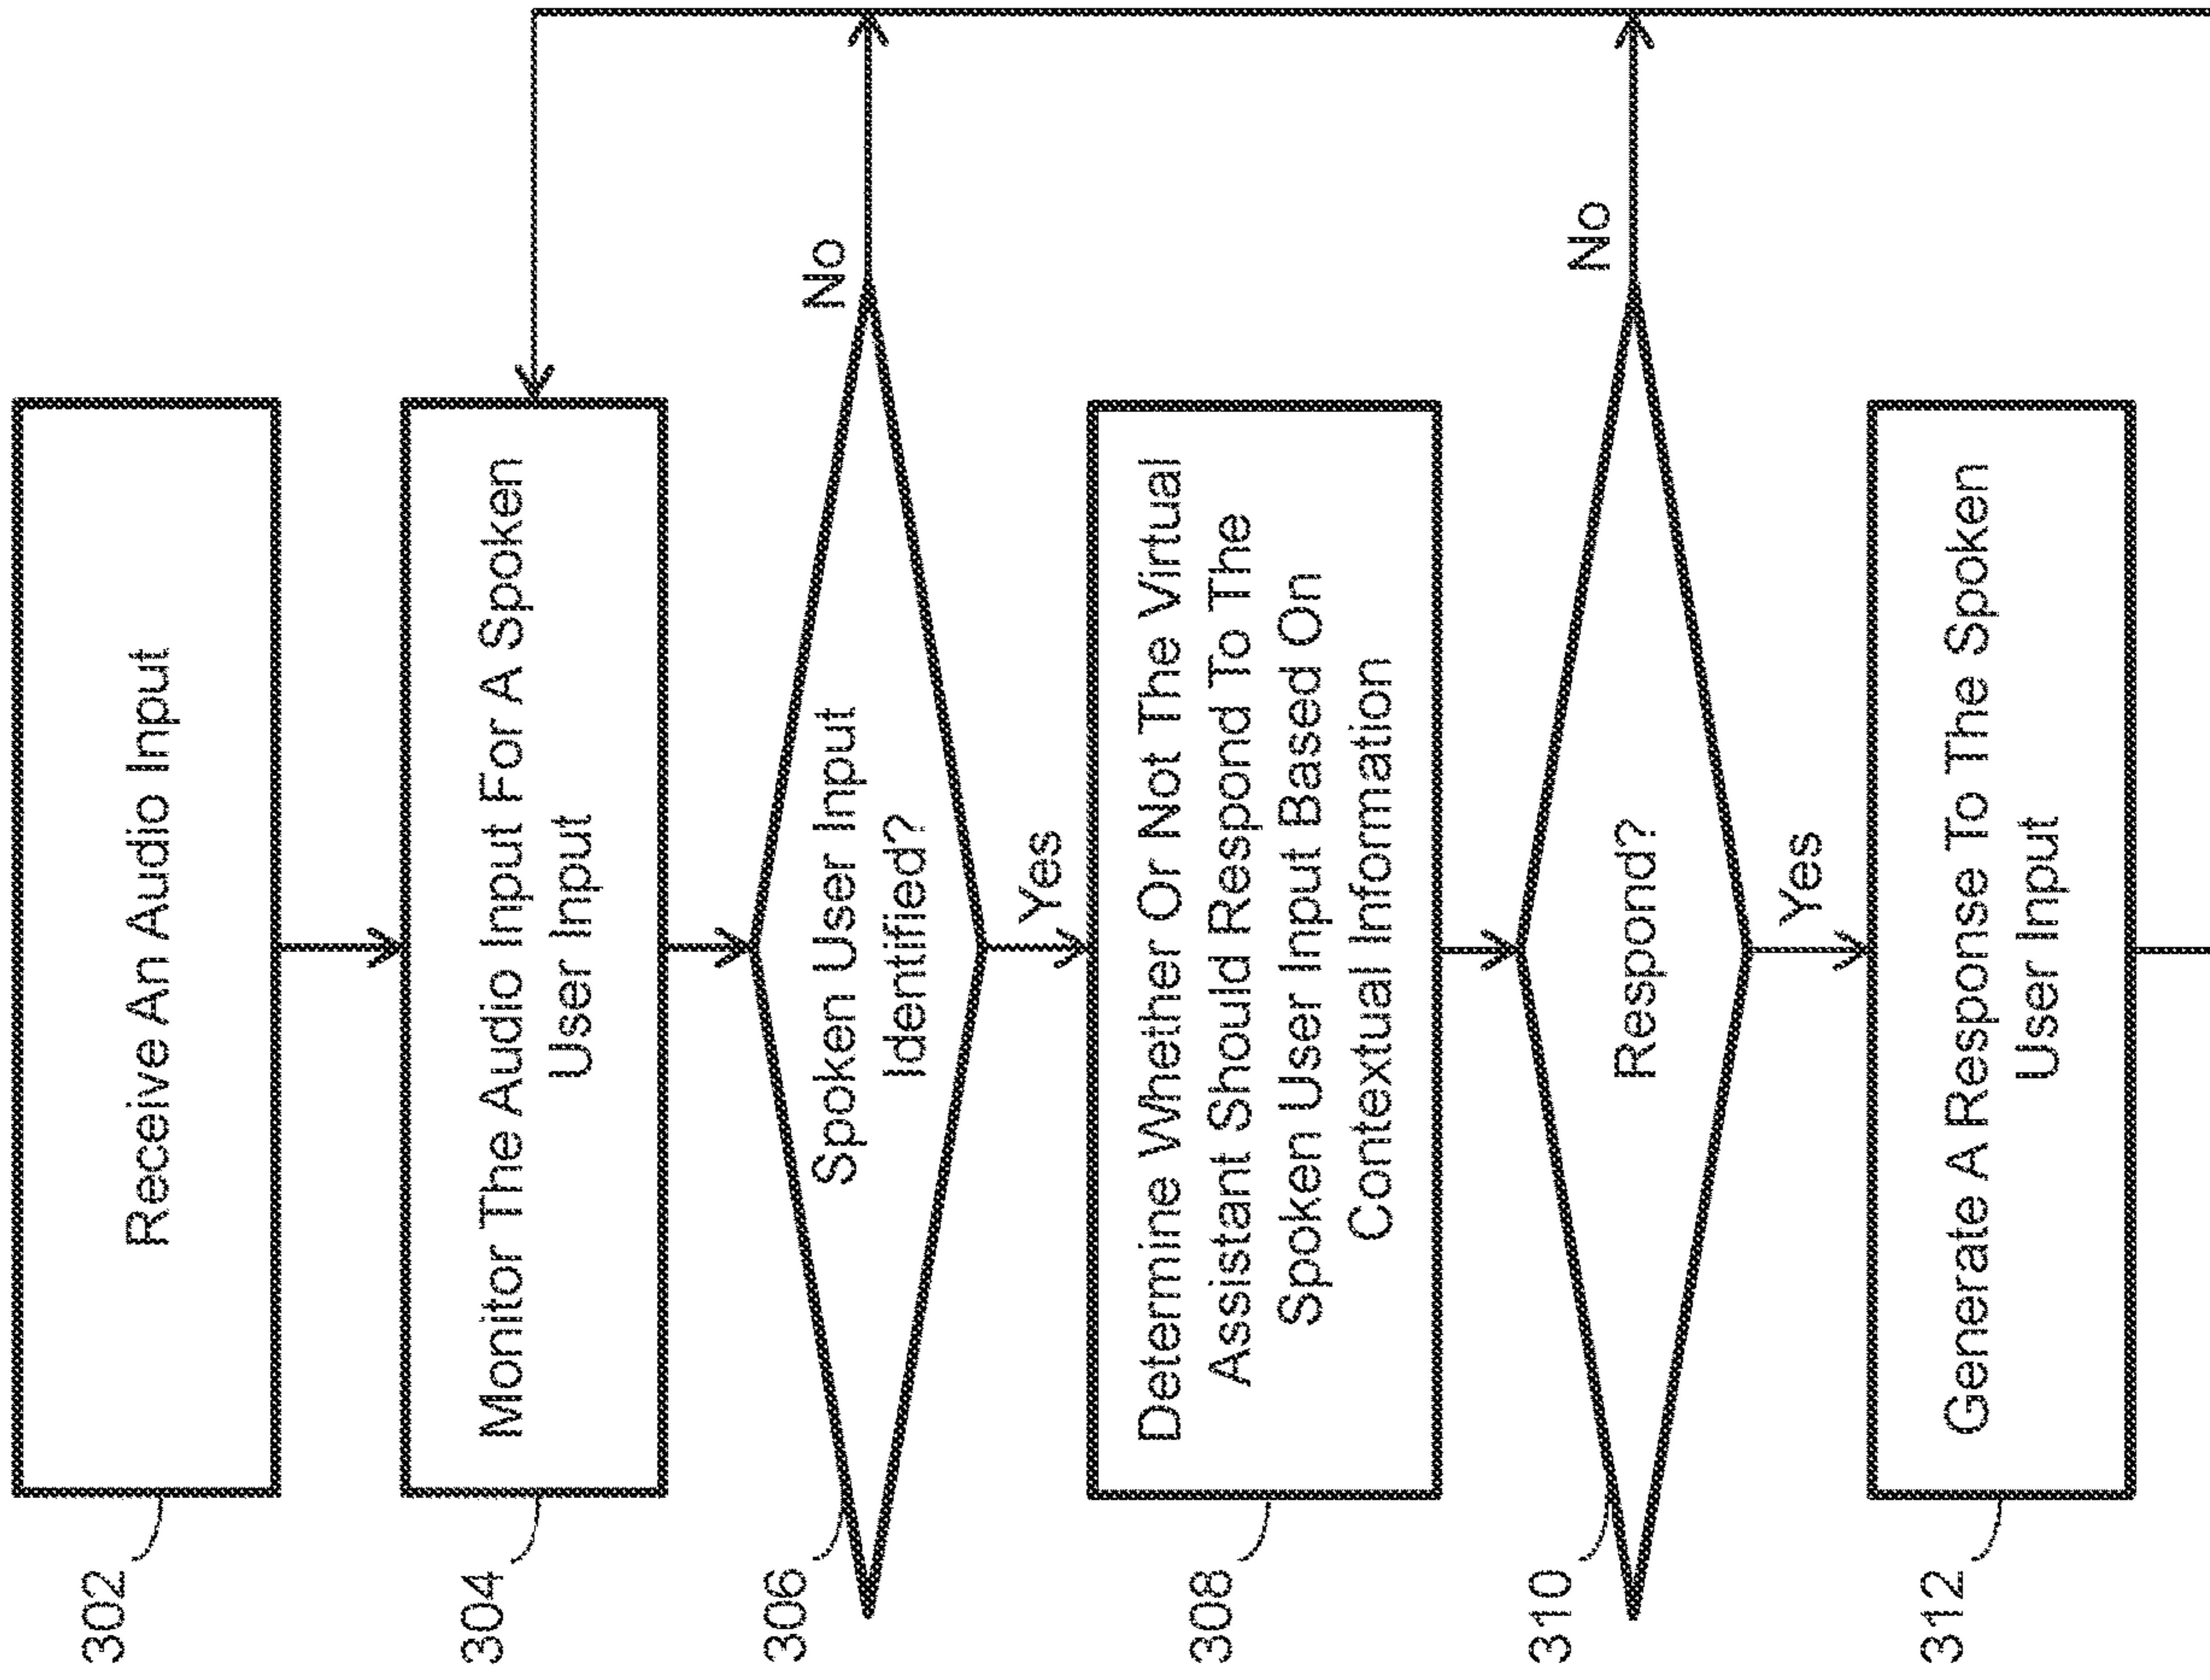 302
Receive An Audio Input
304
Monitor The Audio Input For A Spoken
User Input
306
Spoken User Input
Identified?
No
Yes
308
Determine Whether Or Not The Virtual
Assistant Should Respond To The
Spoken User Input Based On
Contextual Information
310
Respond?
No
Yes
312
Generate A Response To The Spoken
User Input